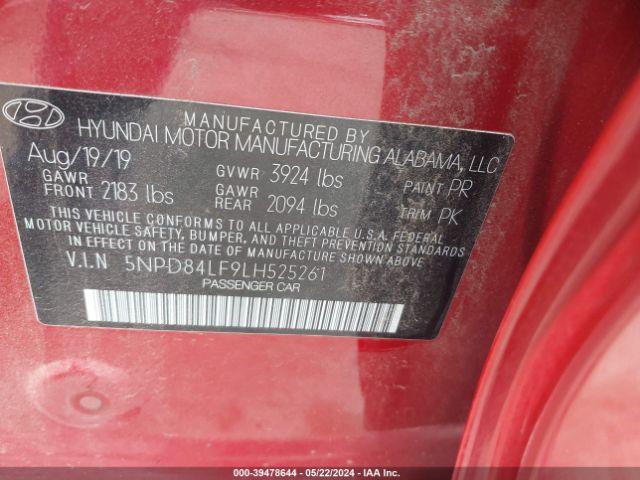 MANUFACTURED BY
HYUNDAI MOTOR MANUFACTURING ALABAMA, LLC
Aug/19/19 GVWR 3924 lbs PAINT PR
GAWR FRONT 2183 lbs GAWR REAR 2094 lbs TRIM PK
THIS VEHICLE CONFORMS TO ALL APPLICABLE U.S.A. FEDERAL
MOTOR VEHICLE SAFETY, BUMPER, AND THEFT PREVENTION STANDARDS
IN EFFECT ON THE DATE OF MANUFACTURE SHOWN ABOVE.
V.I.N 5NPD84LF9LH525261
PASSENGER CAR
000-39478644 - 05/22/2024 - IAA Inc.